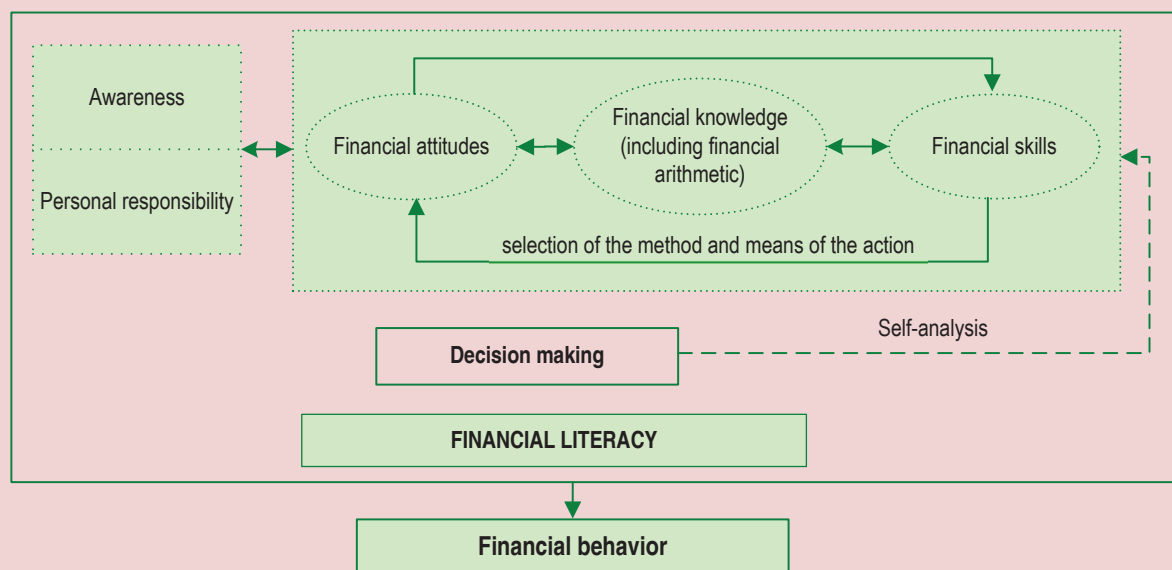 Awareness
Personal responsibility
Financial attitudes
Financial knowledge
(including financial
arithmetic)
Financial skills
selection of the method and means of the action
Self-analysis
Decision making
FINANCIAL LITERACY
Financial behavior